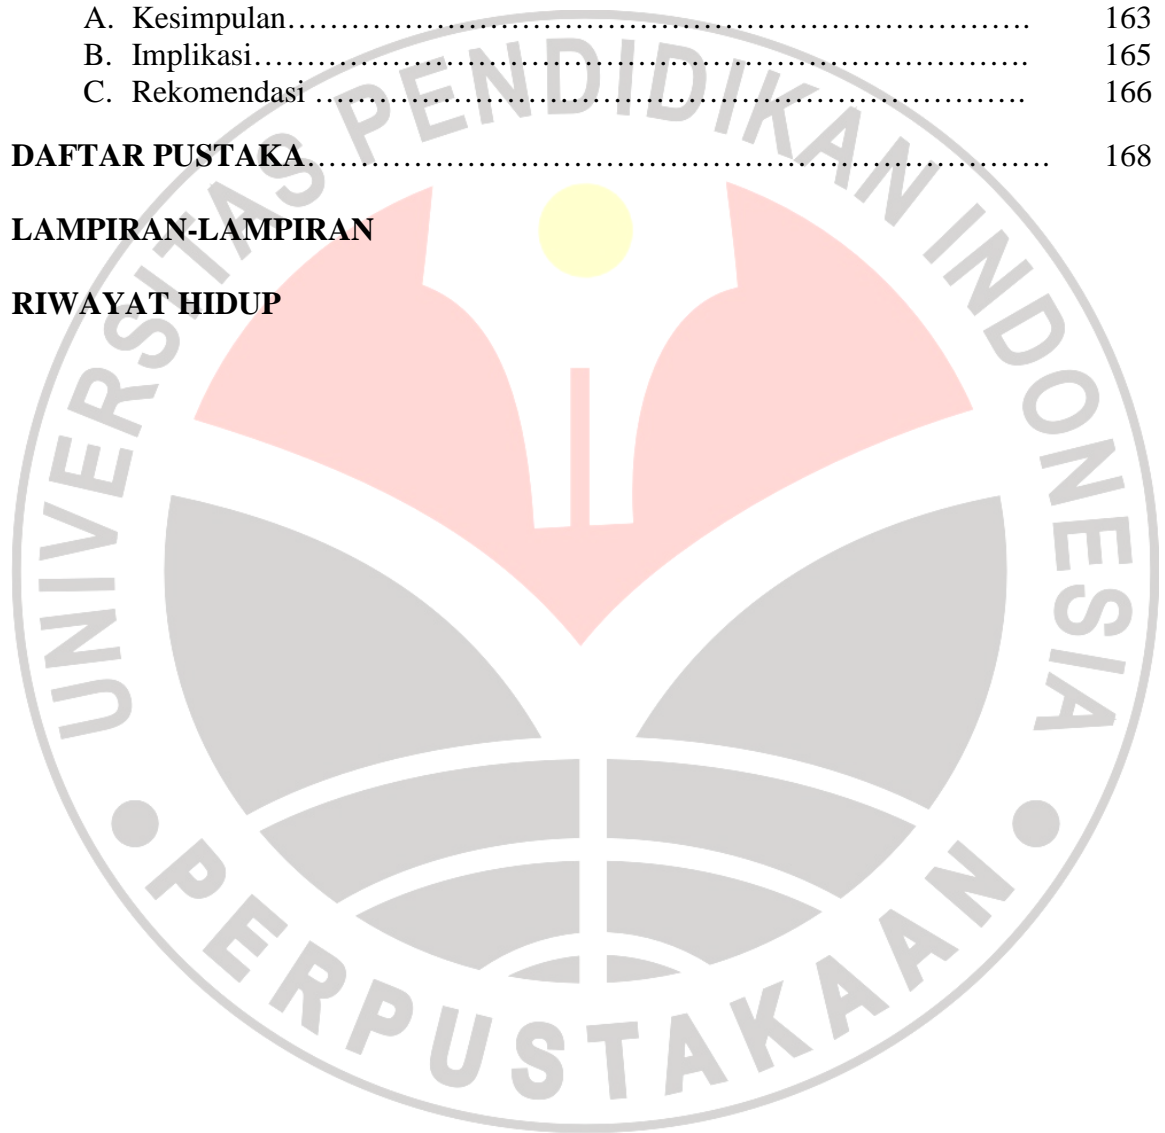 A. Kesimpulan…………………………………………………………. 163
B. Implikasi………………………………………………………………. 165
C. Rekomendasi ………………………………………………………… 166
DAFTAR PUSTAKA…………………………………………………………… 168
LAMPIRAN-LAMPIRAN
RIWAYAT HIDUP
UNIVERSITAS PENDIDIKAN INDONESIA
PERPUSTAKAAN